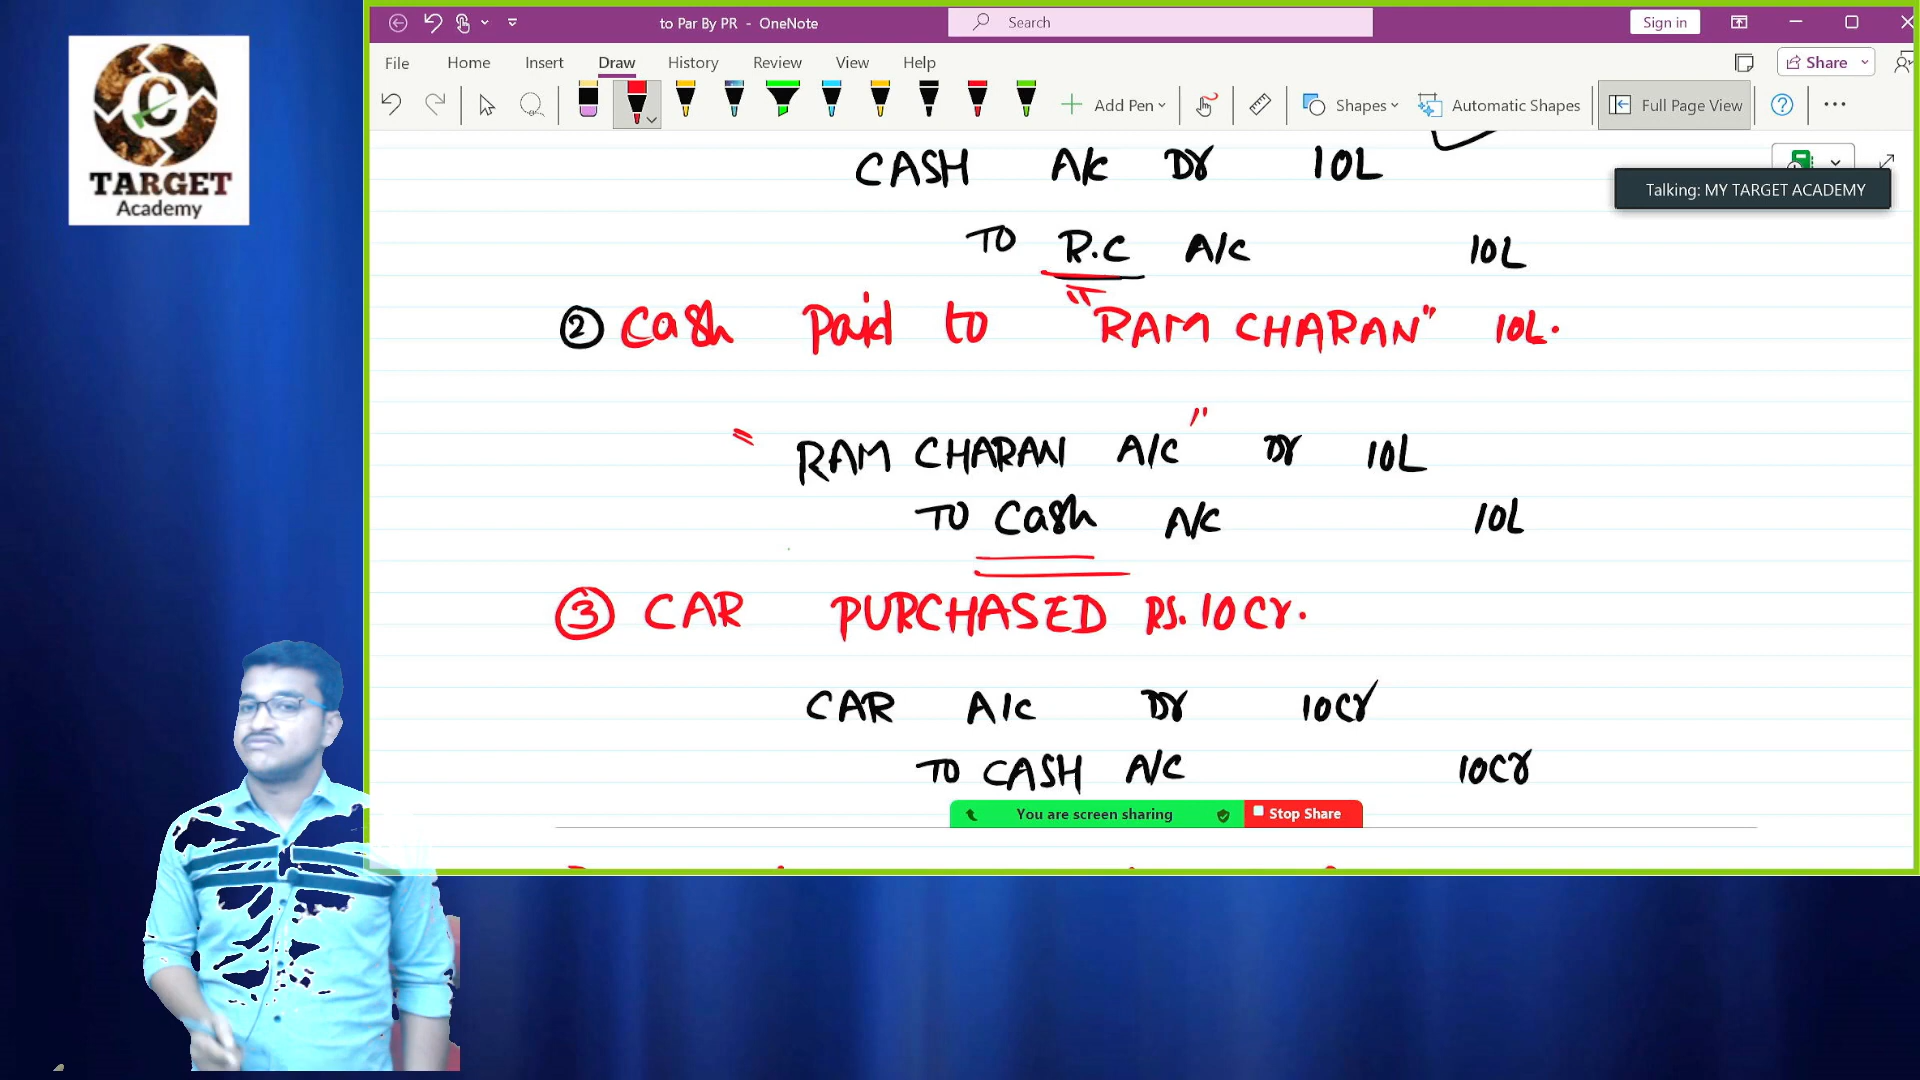 C
TARGET
Academy
to Par By PR - OneNote
Search
Sign in
File Home Insert Draw History Review View Help
Share
Add Pen
Shapes
Automatic Shapes
Full Page View
Talking: MY TARGET ACADEMY
CASH A/c Dr 10L
TO R.C A/c 10L
② Cash Paid to "RAM CHARAN" 10L.
" RAM CHARAN A/C " Dr 10L
TO Cash A/C 10L
③ CAR PURCHASED RS. 10Cr.
CAR A/c Dr 10Cr
TO CASH A/C 10Cr
You are screen sharing
Stop Share